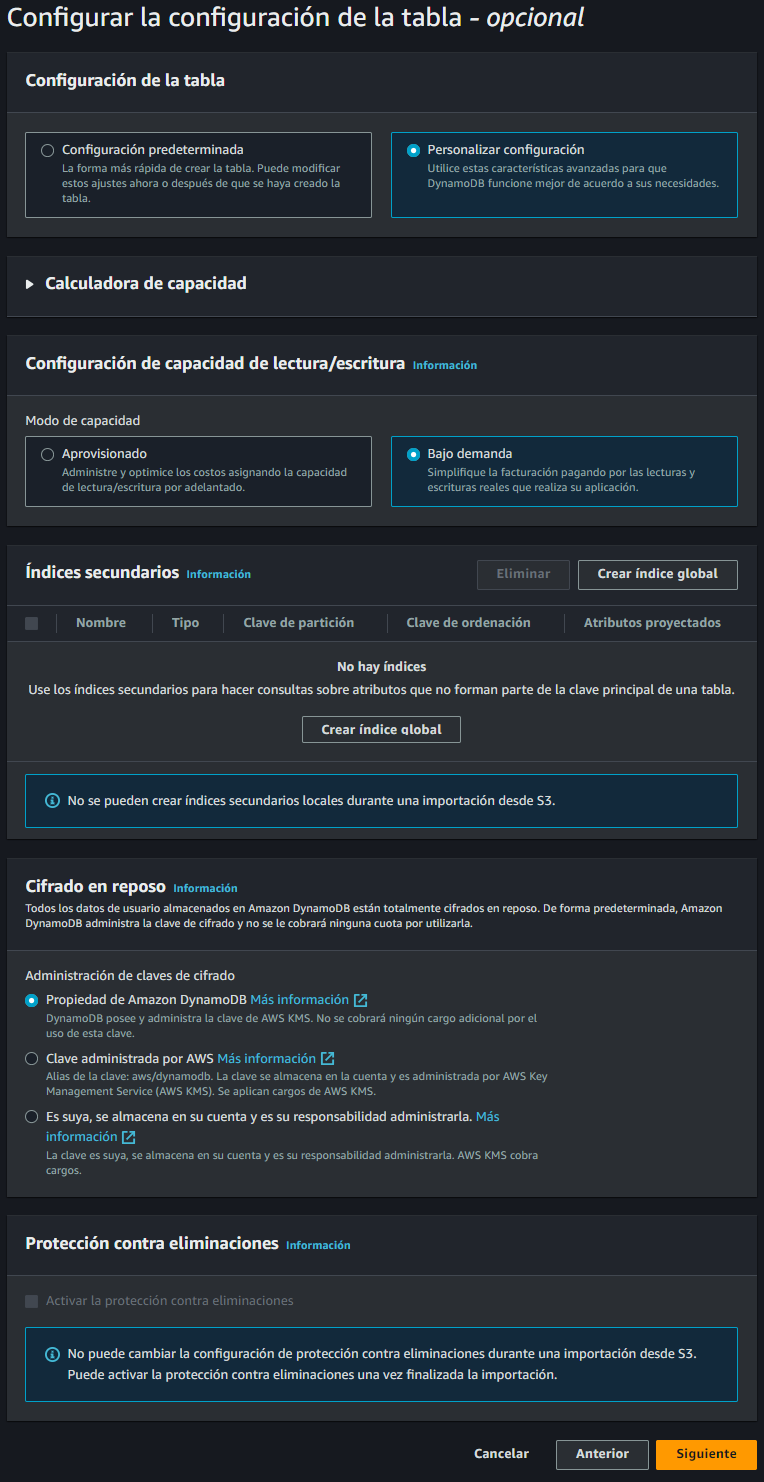 Configurar la configuración de la tabla - opcional
Configuración de la tabla
Configuración predeterminada
La forma más rápida de crear la tabla. Puede modificar
estos ajustes ahora o después de que se haya creado la
tabla.
Personalizar configuración
Utilice estas características avanzadas para que
DynamoDB funcione mejor de acuerdo a sus necesidades.
Calculadora de capacidad
Configuración de capacidad de lectura/escritura Información
Modo de capacidad
Aprovisionado
Administre y optimice los costos asignando la capacidad
de lectura/escritura por adelantado.
Bajo demanda
Simplifique la facturación pagando por las lecturas y
escrituras reales que realiza su aplicación.
Índices secundarios Información
Eliminar
Crear índice global
Nombre Tipo Clave de partición Clave de ordenación Atributos proyectados
No hay índices
Use los índices secundarios para hacer consultas sobre atributos que no forman parte de la clave principal de una tabla.
Crear índice global
No se pueden crear índices secundarios locales durante una importación desde S3.
Cifrado en reposo Información
Todos los datos de usuario almacenados en Amazon DynamoDB están totalmente cifrados en reposo. De forma predeterminada, Amazon
DynamoDB administra la clave de cifrado y no se le cobrará ninguna cuota por utilizarla.
Administración de claves de cifrado
Propiedad de Amazon DynamoDB Más información
DynamoDB posee y administra la clave de AWS KMS. No se cobrará ningún cargo adicional por el
uso de esta clave.
Clave administrada por AWS Más información
Alias de la clave: aws/dynamodb. La clave se almacena en la cuenta y es administrada por AWS Key
Management Service (AWS KMS). Se aplican cargos de AWS KMS.
Es suya, se almacena en su cuenta y es su responsabilidad administrarla. Más
información
La clave es suya, se almacena en su cuenta y es su responsabilidad administrarla. AWS KMS cobra
cargos.
Protección contra eliminaciones Información
Activar la protección contra eliminaciones
No puede cambiar la configuración de protección contra eliminaciones durante una importación desde S3.
Puede activar la protección contra eliminaciones una vez finalizada la importación.
Cancelar Anterior Siguiente